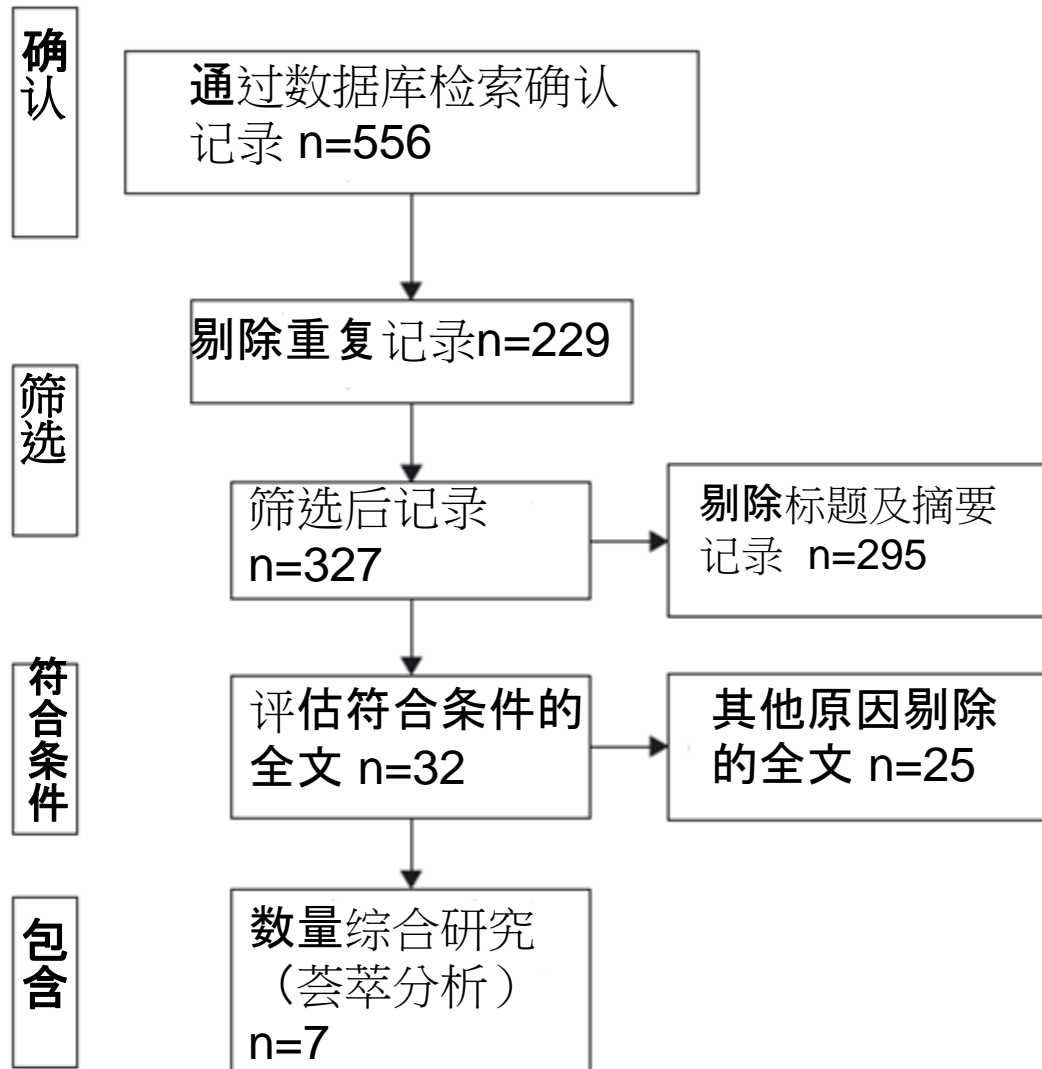 确
认
通过数据库检索确认
记录 n=556
剔除重复记录n=229
筛
选
筛选后记录
n=327
剔除标题及摘要
记录 n=295
符
合
条
件
评估符合条件的
全文 n=32
其他原因剔除
的全文 n=25
包
含
数量综合研究
（荟萃分析）
n=7